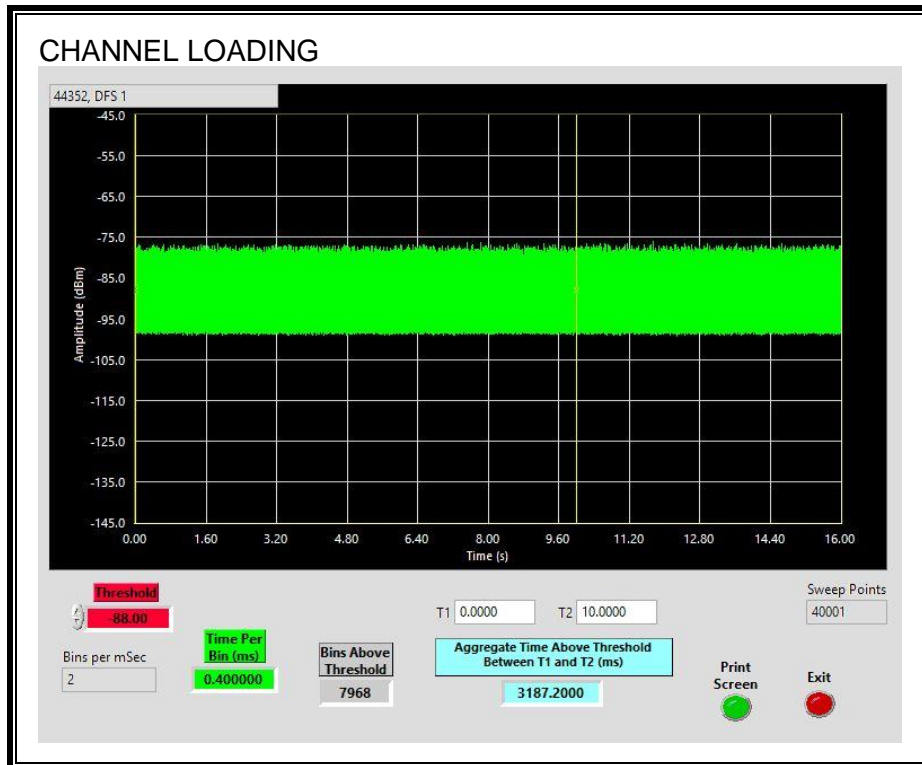 CHANNEL LOADING
44352, DFS 1
-45.0
-55.0
-65.0
-75.0
-85.0
-95.0
-105.0
-115.0
-125.0
-135.0
-145.0
Amplitude (dBm)
0.00 1.60 3.20 4.80 6.40 8.00 9.60 11.20 12.80 14.40 16.00
Time (s)
Threshold
-88.00
Bins per mSec
2
Time Per
Bin (ms)
0.400000
Bins Above
Threshold
7968
T1 0.0000 T2 10.0000
Aggregate Time Above Threshold
Between T1 and T2 (ms)
3187.2000
Sweep Points
40001
Print
Screen
Exit